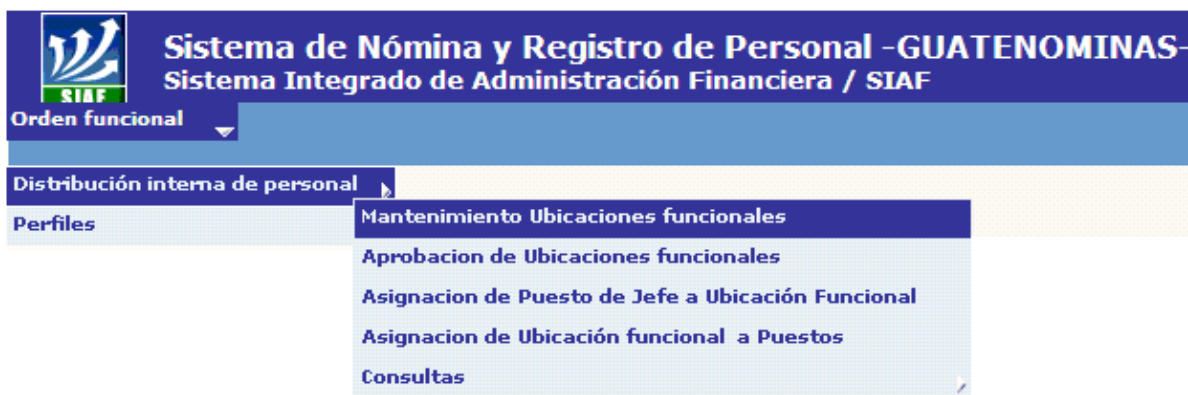 Sistema de Nómina y Registro de Personal -GUATENOMINAS-
Sistema Integrado de Administración Financiera / SIAF
SIAF
Orden funcional
Distribución interna de personal
Perfiles
Mantenimiento Ubicaciones funcionales
Aprobacion de Ubicaciones funcionales
Asignacion de Puesto de Jefe a Ubicación Funcional
Asignacion de Ubicación funcional a Puestos
Consultas